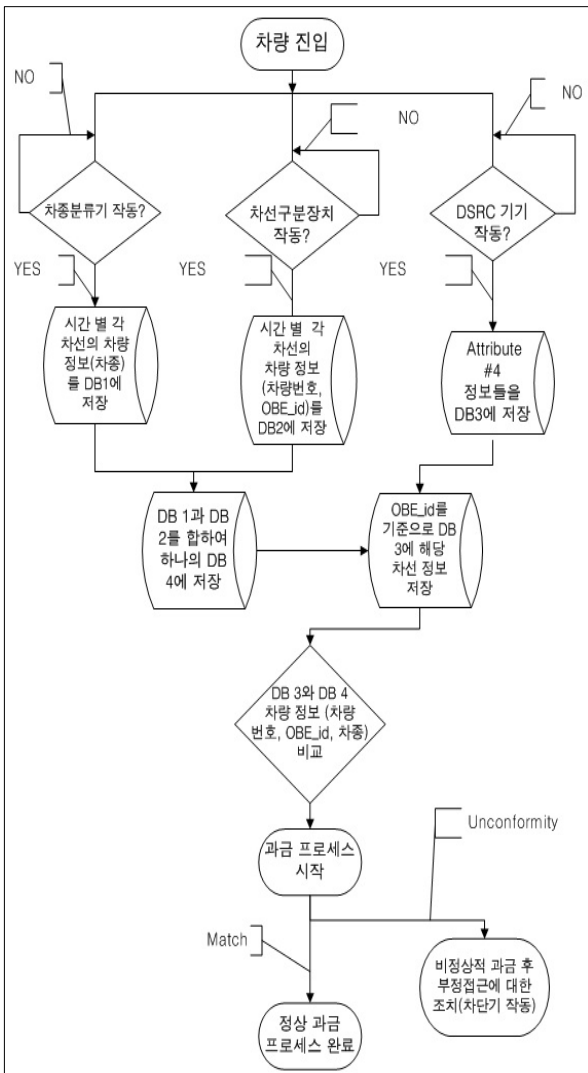 차량 진입
NO
NO
NO
차종분류기 작동?
차선구분장치
작동?
DSRC 기기
작동?
YES
YES
YES
시간 별 각
차선의 차량
정보(차종)
를 DB1에
저장
시간 별 각
차선의
차량 정보
(차량번호,
OBE_id)를
DB2에 저장
Attribute
#4
정보들을
DB3에 저장
DB 1과 DB
2를 합하여
하나의 DB
4에 저장
OBE_id를
기준으로 DB
3에 해당
차선 정보
저장
DB 3와 DB 4
차량 정보 (차량
번호, OBE_id, 차종)
비교
과금 프로세스
시작
Unconformity
Match
비정상적 과금 후
부정접근에 대한
조치(차단기 작동)
정상 과금
프로세스 완료